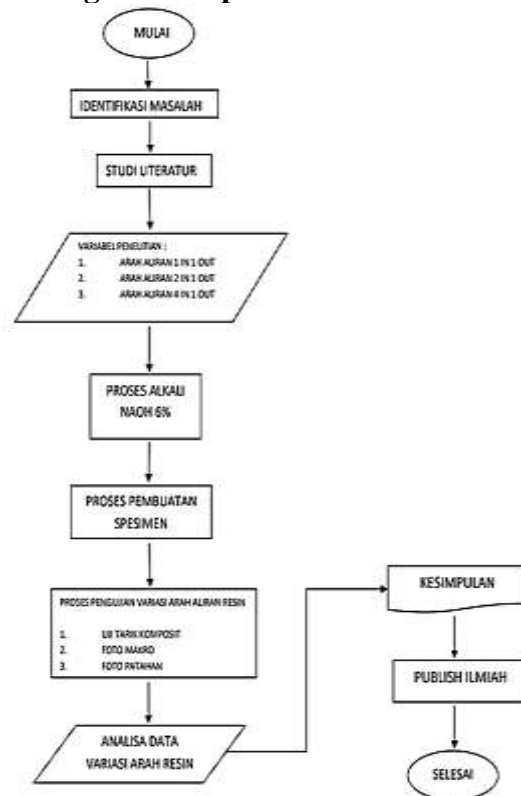 MULAI
IDENTIFIKASI MASALAH
STUDI LITERATUR
VARIABEL PENELITIAN :
1. ARAH ALIRAN 1 IN 1 OUT
2. ARAH ALIRAN 2 IN 1 OUT
3. ARAH ALIRAN 4 IN 1 OUT
PROSES ALKALI
NAOH 6%
PROSES PEMBUATAN
SPESIMEN
PROSES PENGUJIAN VARIASI ARAH ALIRAN RESIN
1. UJI TARIK KOMPOSIT
2. FOTO MAKRO
3. FOTO PATAHAN
ANALISA DATA
VARIASI ARAH RESIN
KESIMPULAN
PUBLISH ILMIAH
SELESAI